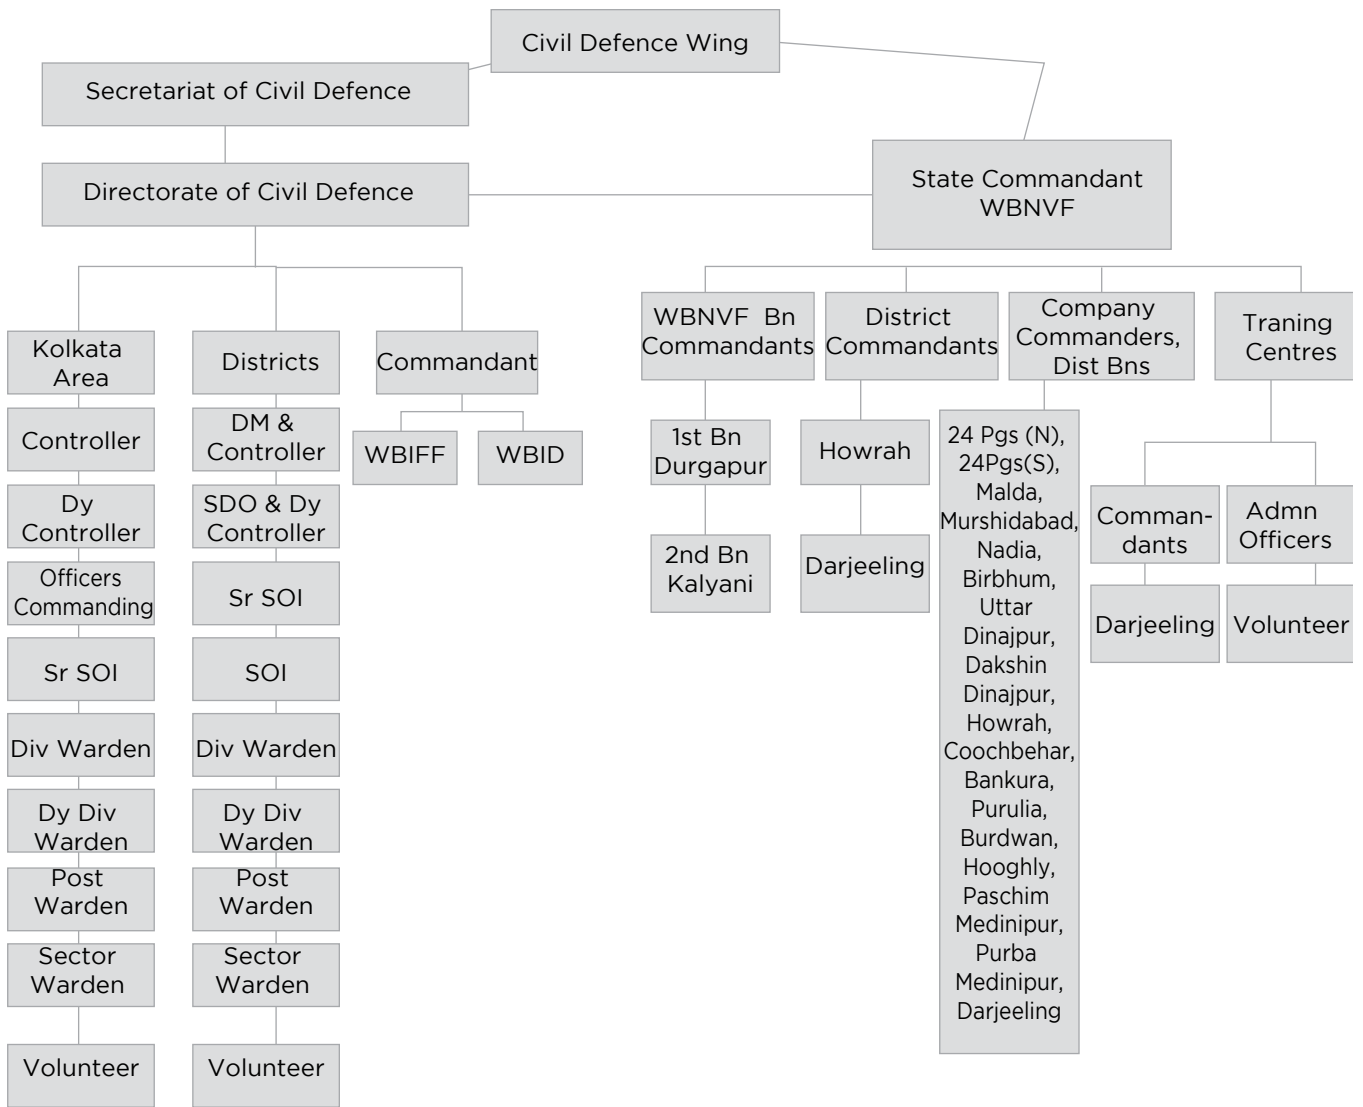 Civil Defence Wing
Secretariat of Civil Defence
Directorate of Civil Defence
State Commandant
WBNVF
Kolkata
Area
Controller
Dy
Controller
Officers
Commanding
Sr SOI
Div Warden
Dy Div
Warden
Post
Warden
Sector
Warden
Volunteer
Districts
DM &
Controller
SDO & Dy
Controller
Sr SOI
SOI
Div Warden
Dy Div
Warden
Post
Warden
Sector
Warden
Volunteer
Commandant
WBIFF
WBID
WBNVF Bn
Commandants
1st Bn
Durgapur
2nd Bn
Kalyani
District
Commandants
Howrah
Darjeeling
Company
Commanders,
Dist Bns
24 Pgs (N),
24Pgs(S),
Malda,
Murshidabad,
Nadia,
Birbhum,
Uttar
Dinajpur,
Dakshin
Dinajpur,
Howrah,
Coochbehar,
Bankura,
Purulia,
Burdwan,
Hooghly,
Paschim
Medinipur,
Purba
Medinipur,
Darjeeling
Traning
Centres
Comman-
dants
Darjeeling
Admn
Officers
Volunteer